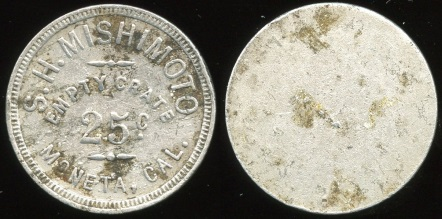 S. H. MISHIMOTO
EMPTY CRATE
25¢
MONETA, CAL.